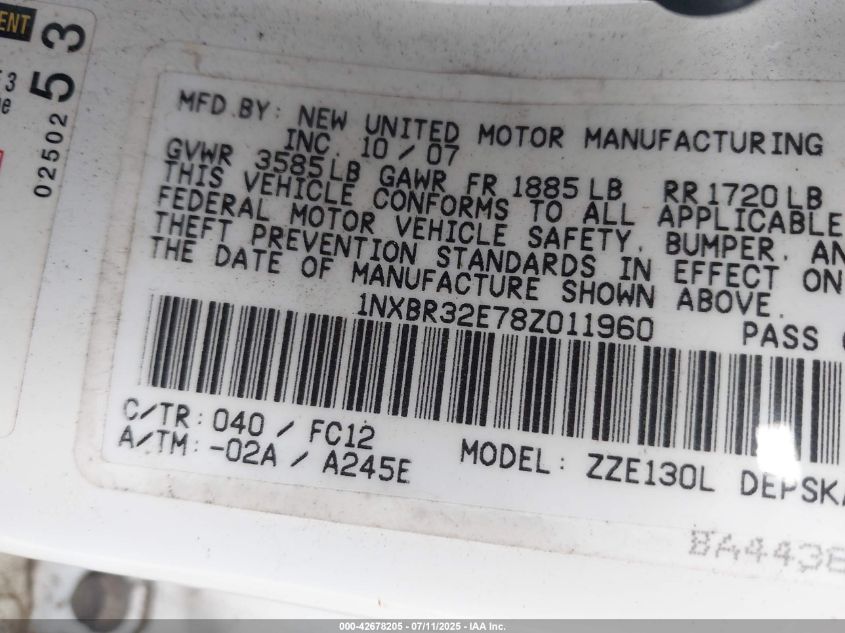 ENT
53
02502
MFD.BY: NEW UNITED MOTOR MANUFACTURING
INC. 10/07
GVWR 3585LB GAWR FR 1885LB RR1720LB
THIS VEHICLE CONFORMS TO ALL APPLICABLE
FEDERAL MOTOR VEHICLE SAFETY, BUMPER, AN
THEFT PREVENTION STANDARDS IN EFFECT ON
THE DATE OF MANUFACTURE SHOWN ABOVE.
1NXBR32E78Z011960 PASS
C/TR: 040 / FC12
A/TM: -02A / A245E
MODEL: ZZE130L DEPSKA
BA4438
000-42678205 - 07/11/2025 - IAA Inc.